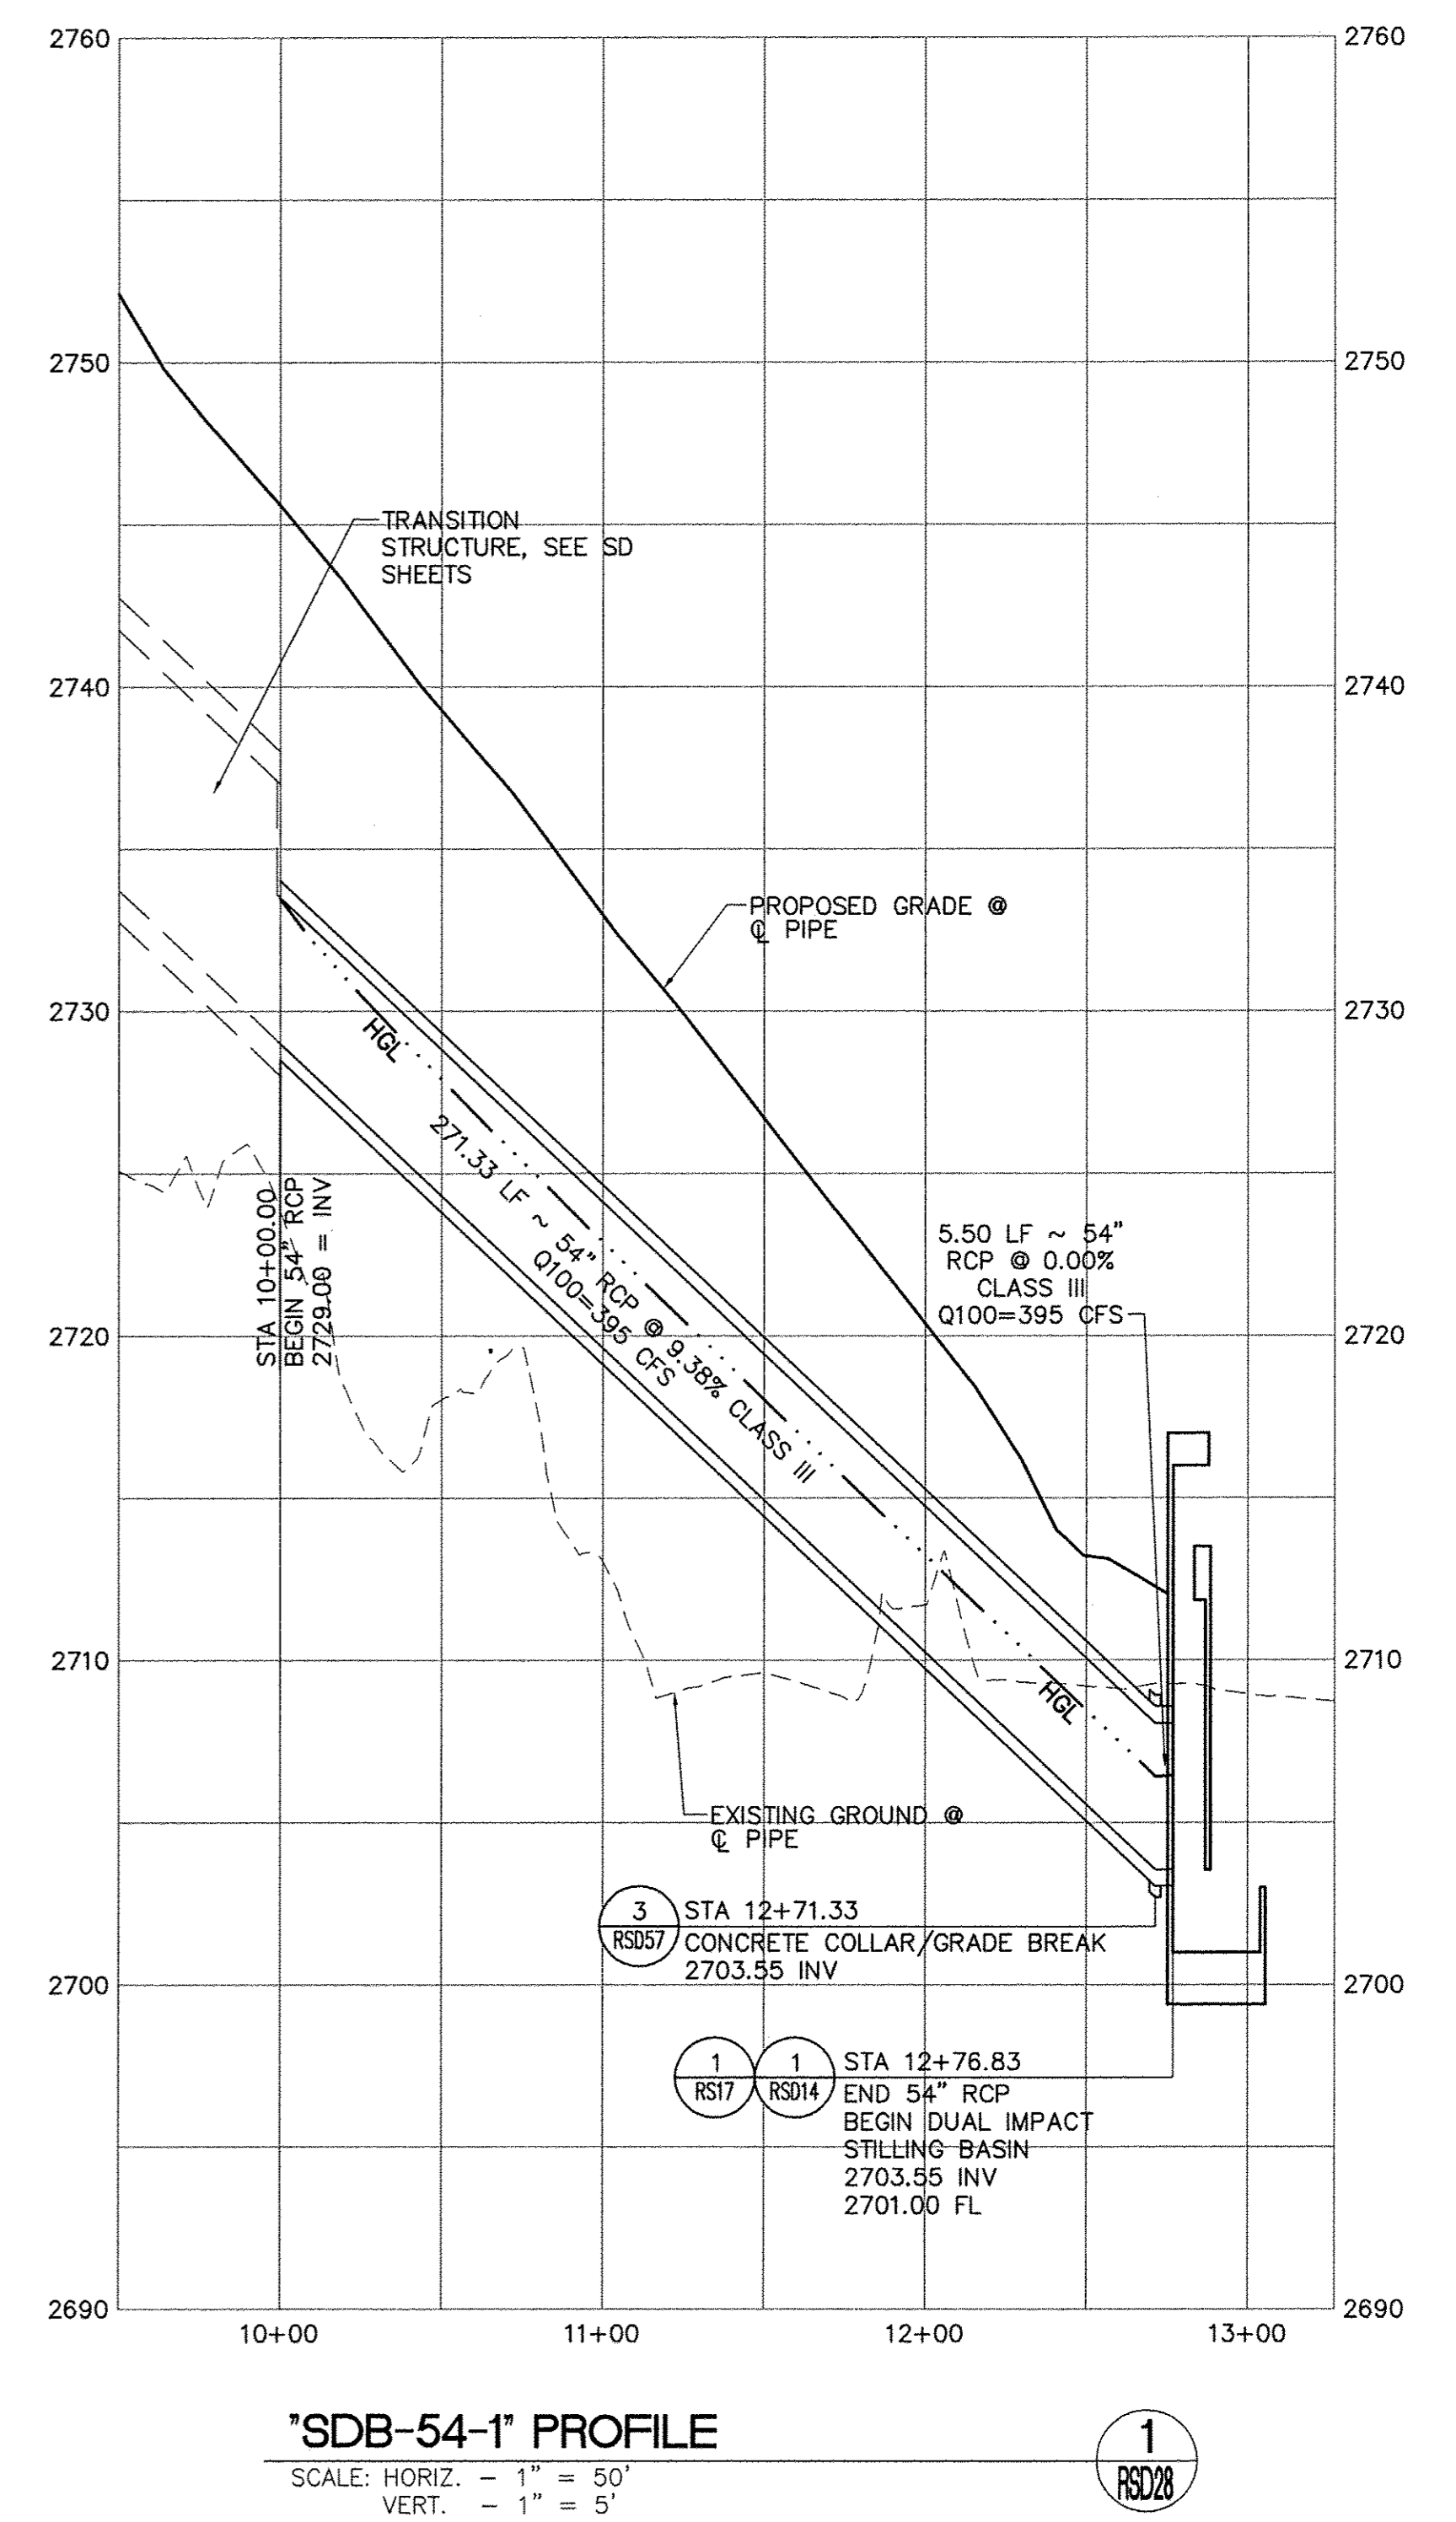 2760
2760
2750
2750
TRANSITION
STRUCTURE, SEE SD
SHEETS
2740
2740
PROPOSED GRADE @
℄ PIPE
2730
2730
HGL
271.33 LF ~ 54" RCP @ 9.38% CLASS III
Q100=395 CFS
STA 10+00.00
BEGIN 54" RCP
2729.00 = INV
5.50 LF ~ 54"
RCP @ 0.00%
CLASS III
Q100=395 CFS
2720
2720
2710
2710
HGL
EXISTING GROUND @
℄ PIPE
3
RSD57
STA 12+71.33
CONCRETE COLLAR/GRADE BREAK
2703.55 INV
2700
2700
1
RS17
1
RSD14
STA 12+76.83
END 54" RCP
BEGIN DUAL IMPACT
STILLING BASIN
2703.55 INV
2701.00 FL
2690
2690
10+00
11+00
12+00
13+00
"SDB-54-1" PROFILE
SCALE: HORIZ. - 1" = 50'
VERT. - 1" = 5'
1
RSD28